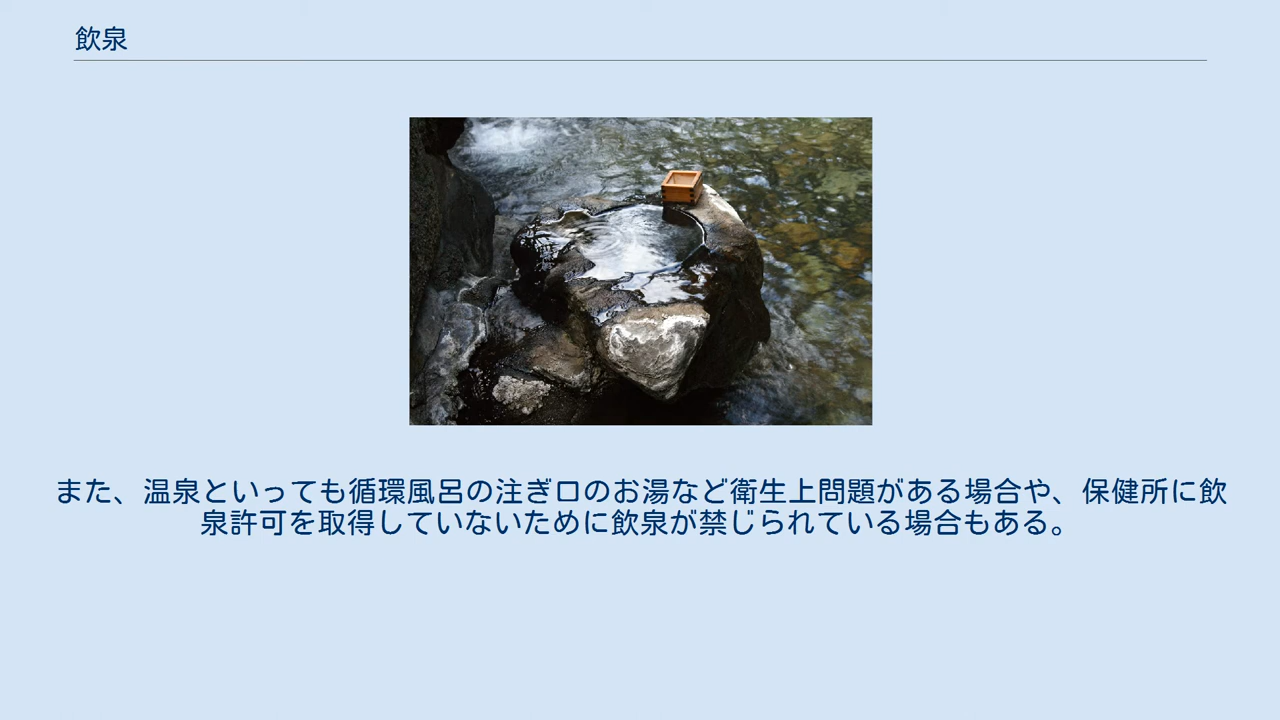 飲泉
また、温泉といっても循環風呂の注ぎ口のお湯など衛生上問題がある場合や、保健所に飲
泉許可を取得していないために飲泉が禁じられている場合もある。